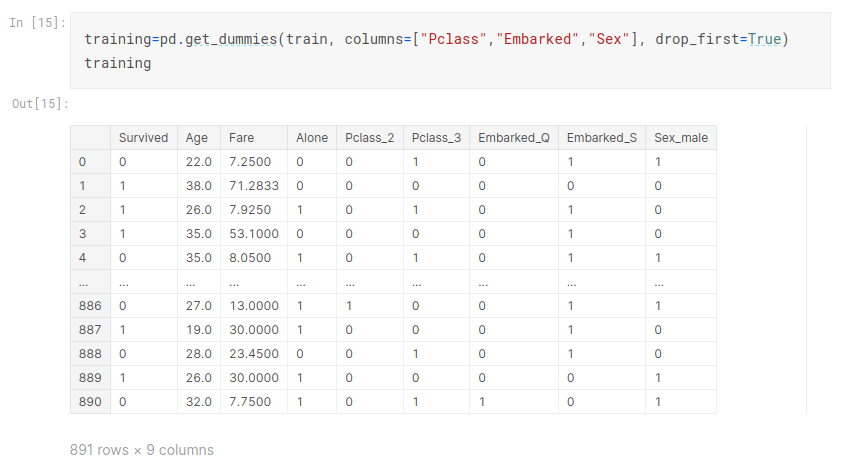 In [15]:
training=pd.get_dummies(train, columns=["Pclass","Embarked","Sex"], drop_first=True)
training
Out[15]:
Survived Age Fare Alone Pclass_2 Pclass_3 Embarked_Q Embarked_S Sex_male
0 0 22.0 7.2500 0 0 1 0 1 1
1 1 38.0 71.2833 0 0 0 0 0 0
2 1 26.0 7.9250 1 0 1 0 1 0
3 1 35.0 53.1000 0 0 0 0 1 0
4 0 35.0 8.0500 1 0 1 0 1 1
... ... ... ... ... ... ... ... ... ...
886 0 27.0 13.0000 1 1 0 0 1 1
887 1 19.0 30.0000 1 0 0 0 1 0
888 0 28.0 23.4500 0 0 1 0 1 0
889 1 26.0 30.0000 1 0 0 0 0 1
890 0 32.0 7.7500 1 0 1 1 0 1
891 rows × 9 columns